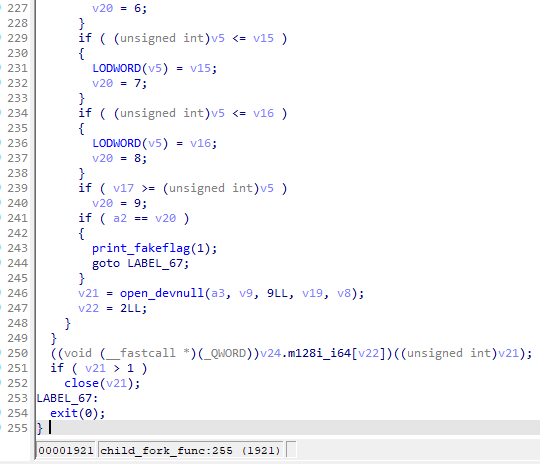 227 v20 = 6;
228 }
229 if ( (unsigned int)v5 <= v15 )
230 {
231 LODWORD(v5) = v15;
232 v20 = 7;
233 }
234 if ( (unsigned int)v5 <= v16 )
235 {
236 LODWORD(v5) = v16;
237 v20 = 8;
238 }
239 if ( v17 >= (unsigned int)v5 )
240 v20 = 9;
241 if ( a2 == v20 )
242 {
243 print_fakeflag(1);
244 goto LABEL_67;
245 }
246 v21 = open_devnull(a3, v9, 9LL, v19, v8);
247 v22 = 2LL;
248 }
249 }
250 ((void (__fastcall *)(_QWORD))v24.m128i_i64[v22])((unsigned int)v21);
251 if ( v21 > 1 )
252 close(v21);
253 LABEL_67:
254 exit(0);
255 }
00001921 child_fork_func:255 (1921)